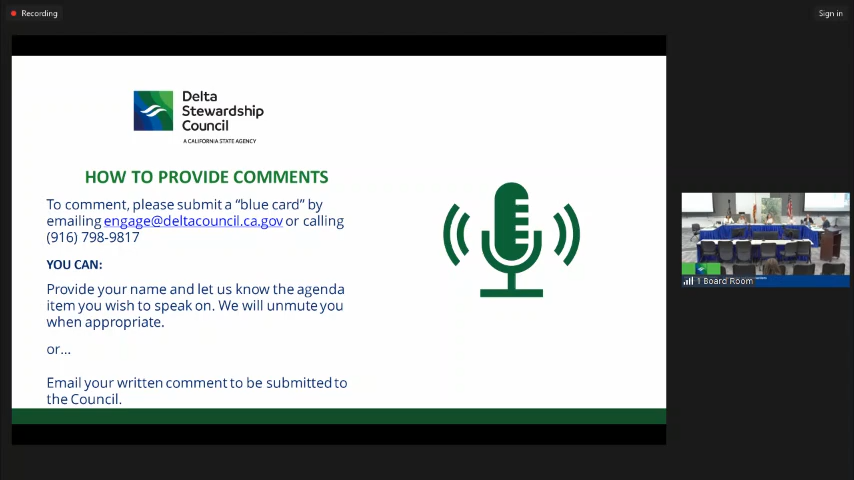 Recording
Sign in
Delta
Stewardship
Council
A CALIFORNIA STATE AGENCY
HOW TO PROVIDE COMMENTS
To comment, please submit a “blue card” by
emailing engage@deltacouncil.ca.gov or calling
(916) 798-9817
YOU CAN:
Provide your name and let us know the agenda
item you wish to speak on. We will unmute you
when appropriate.
or...
Email your written comment to be submitted to
the Council.
1 Board Room